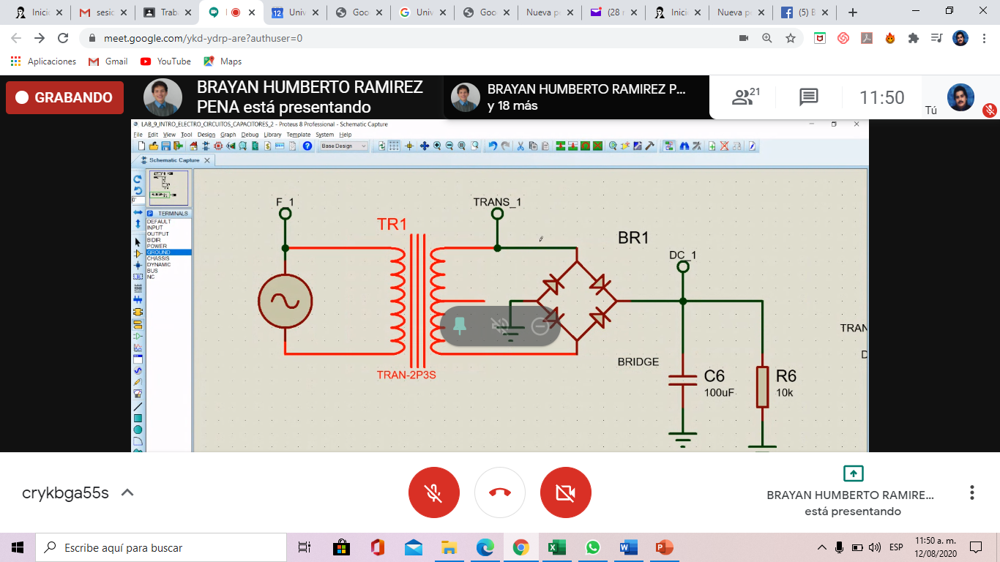 Inicio
sesic
Traba
Univ
Goo
Univ
Goo
Nueva p
(28 r
Inici
Nueva p
(5) B
meet.google.com/ykd-ydrp-are?authuser=0
Aplicaciones
Gmail
YouTube
Maps
GRABANDO
BRAYAN HUMBERTO RAMIREZ
PENA está presentando
BRAYAN HUMBERTO RAMIREZ P...
y 18 más
21
11:50
Tú
LAB_9_INTRO_ELECTRO_CIRCUITOS_CAPACITORES_2 - Proteus 8 Professional - Schematic Capture
File Edit View Tool Design Graph Debug Library Template System Help
Base Design
Schematic Capture
P TERMINALS
DEFAULT
INPUT
OUTPUT
BIDIR
POWER
GROUND
CHASSIS
DYNAMIC
BUS
NC
F_1
TR1
TRAN-2P3S
TRANS_1
BR1
BRIDGE
DC_1
C6
100uF
R6
10k
TRAN
D
crykbga55s
BRAYAN HUMBERTO RAMIRE...
está presentando
Escribe aquí para buscar
ESP
11:50 a. m.
12/08/2020